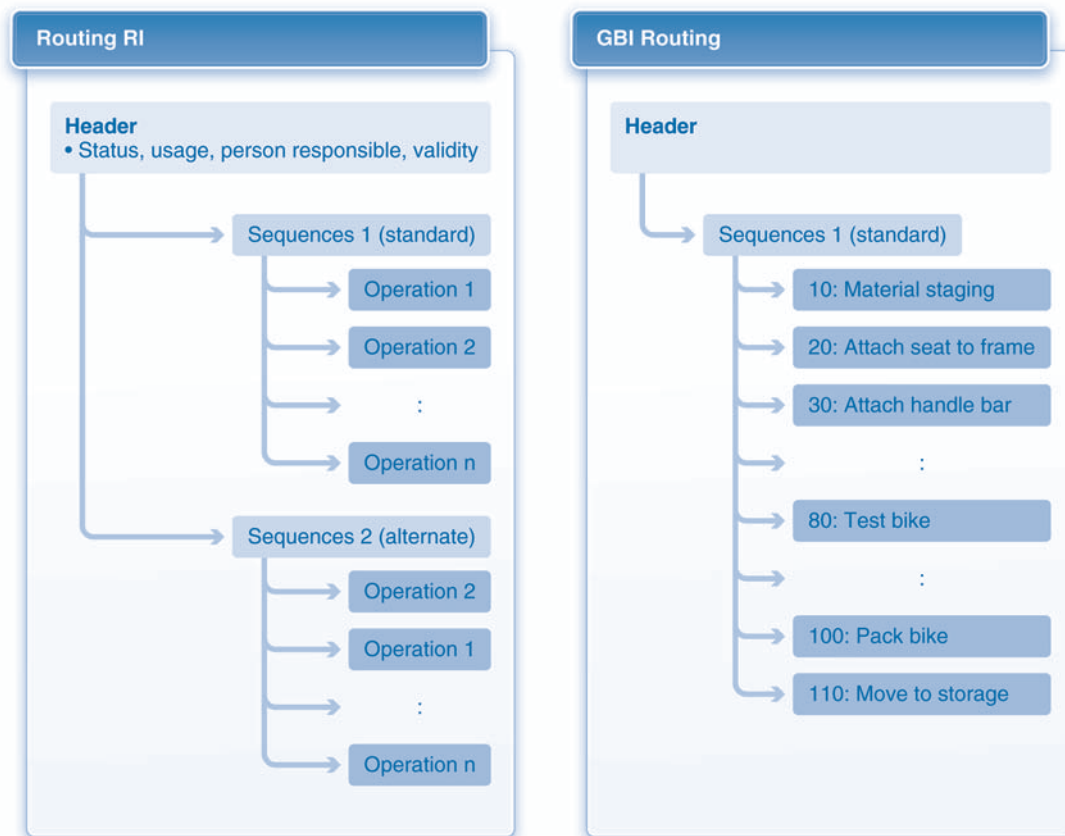 Routing RI
Header
• Status, usage, person responsible, validity
Sequences 1 (standard)
Operation 1
Operation 2
:
Operation n
Sequences 2 (alternate)
Operation 2
Operation 1
:
Operation n
GBI Routing
Header
Sequences 1 (standard)
10: Material staging
20: Attach seat to frame
30: Attach handle bar
:
80: Test bike
:
100: Pack bike
110: Move to storage